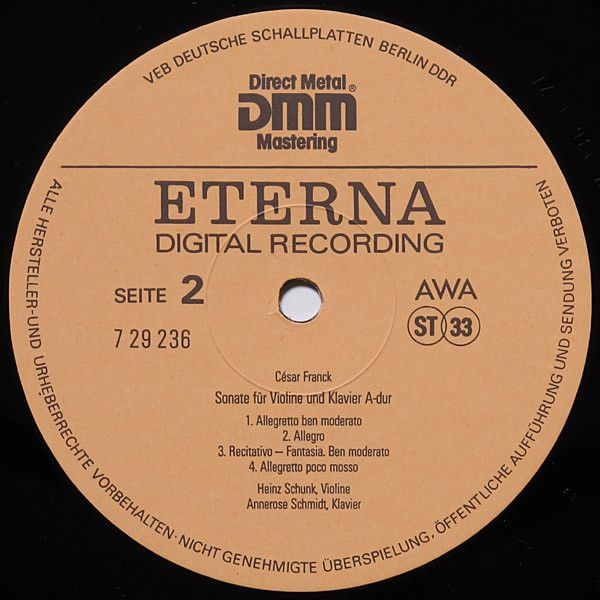 VEB DEUTSCHE SCHALLPLATTEN BERLIN DDR
Direct Metal
DMM®
Mastering
ETERNA
DIGITAL RECORDING
SEITE 2
AWA
7 29 236
ST 33
César Franck
Sonate für Violine und Klavier A-dur
1. Allegretto ben moderato
2. Allegro
3. Recitativo — Fantasia. Ben moderato
4. Allegretto poco mosso
Heinz Schunk, Violine
Annerose Schmidt, Klavier
ALLE HERSTELLER-UND URHEBERRECHTE VORBEHALTEN·NICHT GENEHMIGTE ÜBERSPIELUNG, ÖFFENTLICHE AUFFÜHRUNG UND SENDUNG VERBOTEN